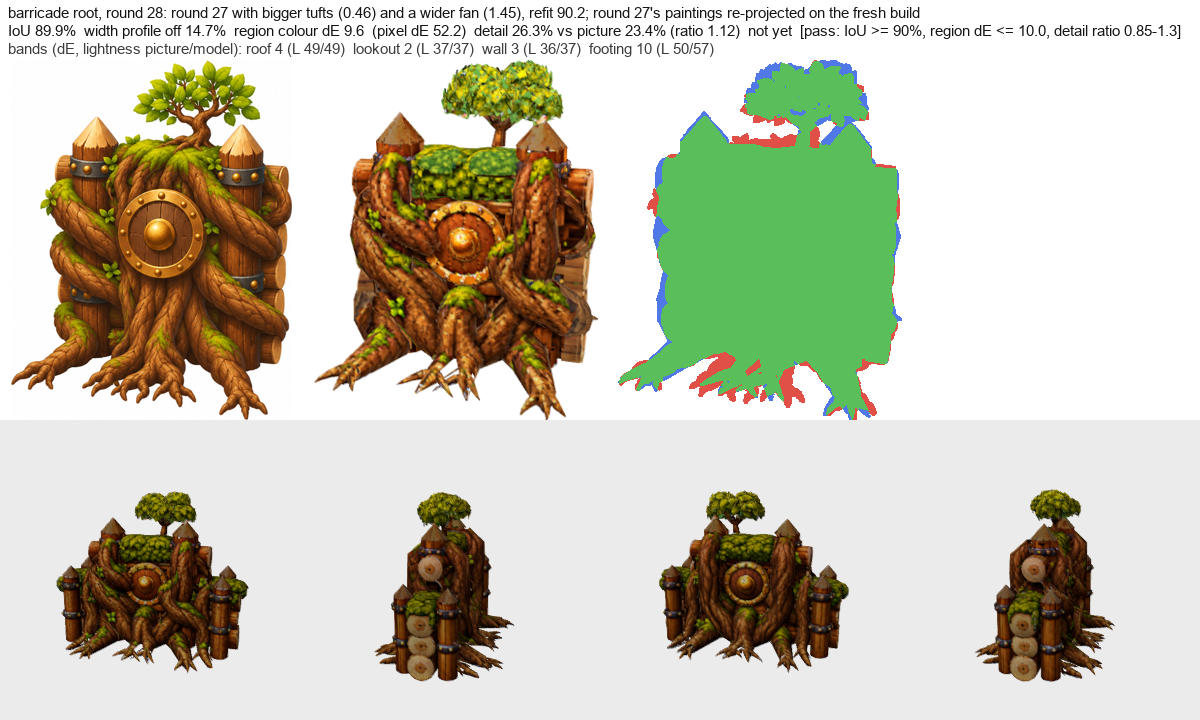 barricade root, round 28: round 27 with bigger tufts (0.46) and a wider fan (1.45), refit 90.2; round 27's paintings re-projected on the fresh build
IoU 89.9%  width profile off 14.7%  region colour dE 9.6  (pixel dE 52.2)  detail 26.3% vs picture 23.4% (ratio 1.12)  not yet  [pass: IoU >= 90%, region dE <= 10.0, detail ratio 0.85-1.3]
bands (dE, lightness picture/model): roof 4 (L 49/49)  lookout 2 (L 37/37)  wall 3 (L 36/37)  footing 10 (L 50/57)